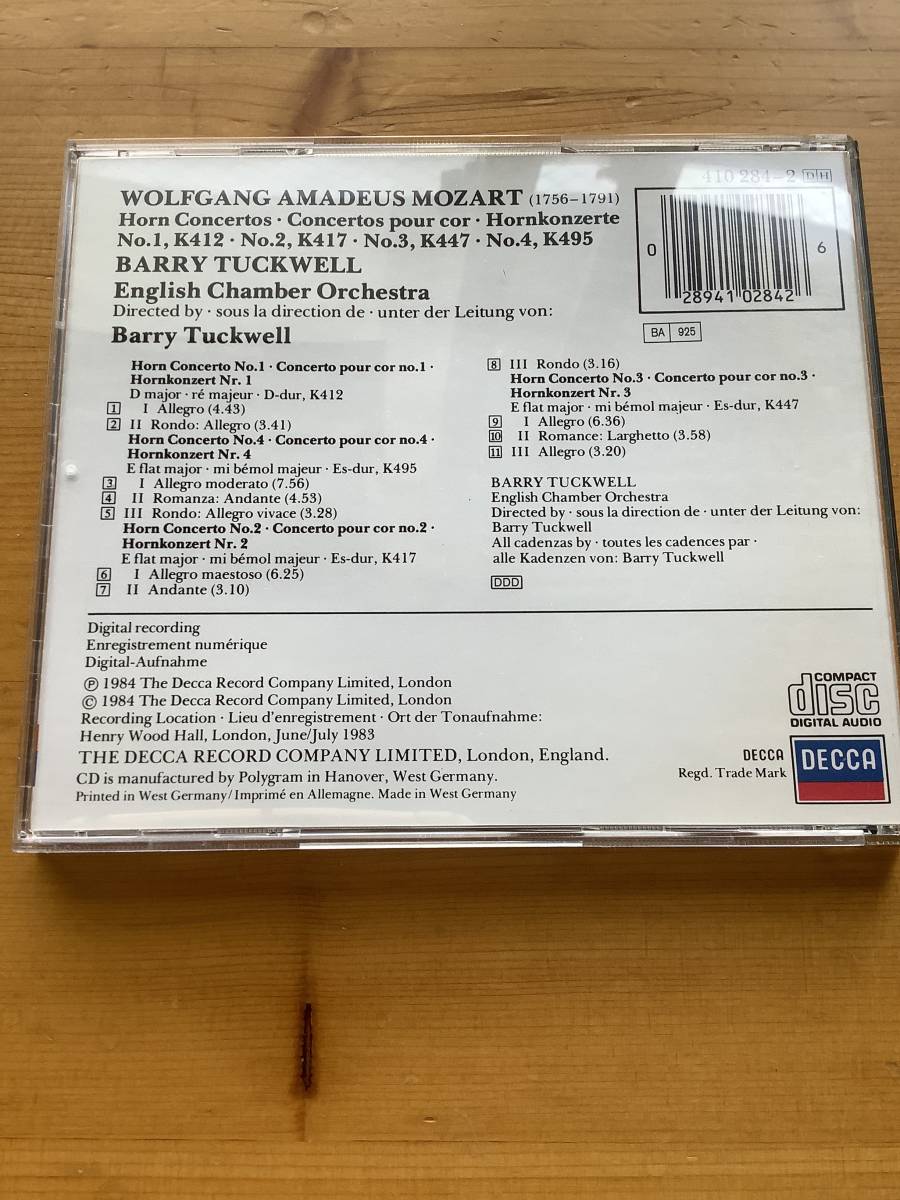 410 284-2 DH
WOLFGANG AMADEUS MOZART (1756–1791)
Horn Concertos · Concertos pour cor · Hornkonzerte
No.1, K412 · No.2, K417 · No.3, K447 · No.4, K495
BARRY TUCKWELL
English Chamber Orchestra
Directed by · sous la direction de · unter der Leitung von:
Barry Tuckwell
0 28941 02842 6
BA 925
Horn Concerto No.1 · Concerto pour cor no.1 ·
Hornkonzert Nr. 1
D major · ré majeur · D-dur, K412
1 I Allegro (4.43)
2 II Rondo: Allegro (3.41)
Horn Concerto No.4 · Concerto pour cor no.4 ·
Hornkonzert Nr. 4
E flat major · mi bémol majeur · Es-dur, K495
3 I Allegro moderato (7.56)
4 II Romanza: Andante (4.53)
5 III Rondo: Allegro vivace (3.28)
Horn Concerto No.2 · Concerto pour cor no.2 ·
Hornkonzert Nr. 2
E flat major · mi bémol majeur · Es-dur, K417
6 I Allegro maestoso (6.25)
7 II Andante (3.10)
8 III Rondo (3.16)
Horn Concerto No.3 · Concerto pour cor no.3 ·
Hornkonzert Nr. 3
E flat major · mi bémol majeur · Es-dur, K447
9 I Allegro (6.36)
10 II Romance: Larghetto (3.58)
11 III Allegro (3.20)
BARRY TUCKWELL
English Chamber Orchestra
Directed by · sous la direction de · unter der Leitung von:
Barry Tuckwell
All cadenzas by · toutes les cadences par ·
alle Kadenzen von: Barry Tuckwell
DDD
Digital recording
Enregistrement numérique
Digital-Aufnahme
℗ 1984 The Decca Record Company Limited, London
© 1984 The Decca Record Company Limited, London
Recording Location · Lieu d'enregistrement · Ort der Tonaufnahme:
Henry Wood Hall, London, June/July 1983
THE DECCA RECORD COMPANY LIMITED, London, England.
CD is manufactured by Polygram in Hanover, West Germany.
Printed in West Germany/Imprimé en Allemagne. Made in West Germany
COMPACT
disc
DIGITAL AUDIO
DECCA
Regd. Trade Mark
DECCA